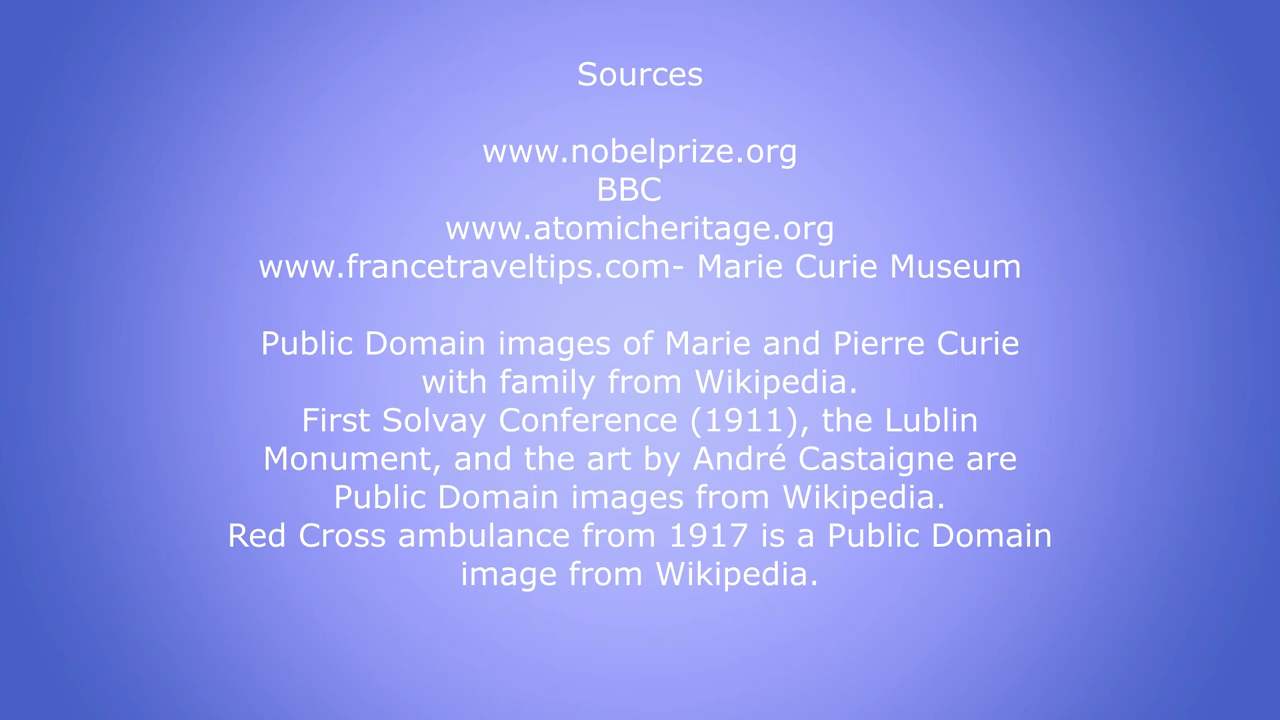 Sources
www.nobelprize.org
BBC
www.atomicheritage.org
www.francetraveltips.com- Marie Curie Museum
Public Domain images of Marie and Pierre Curie
with family from Wikipedia.
First Solvay Conference (1911), the Lublin
Monument, and the art by André Castaigne are
Public Domain images from Wikipedia.
Red Cross ambulance from 1917 is a Public Domain
image from Wikipedia.